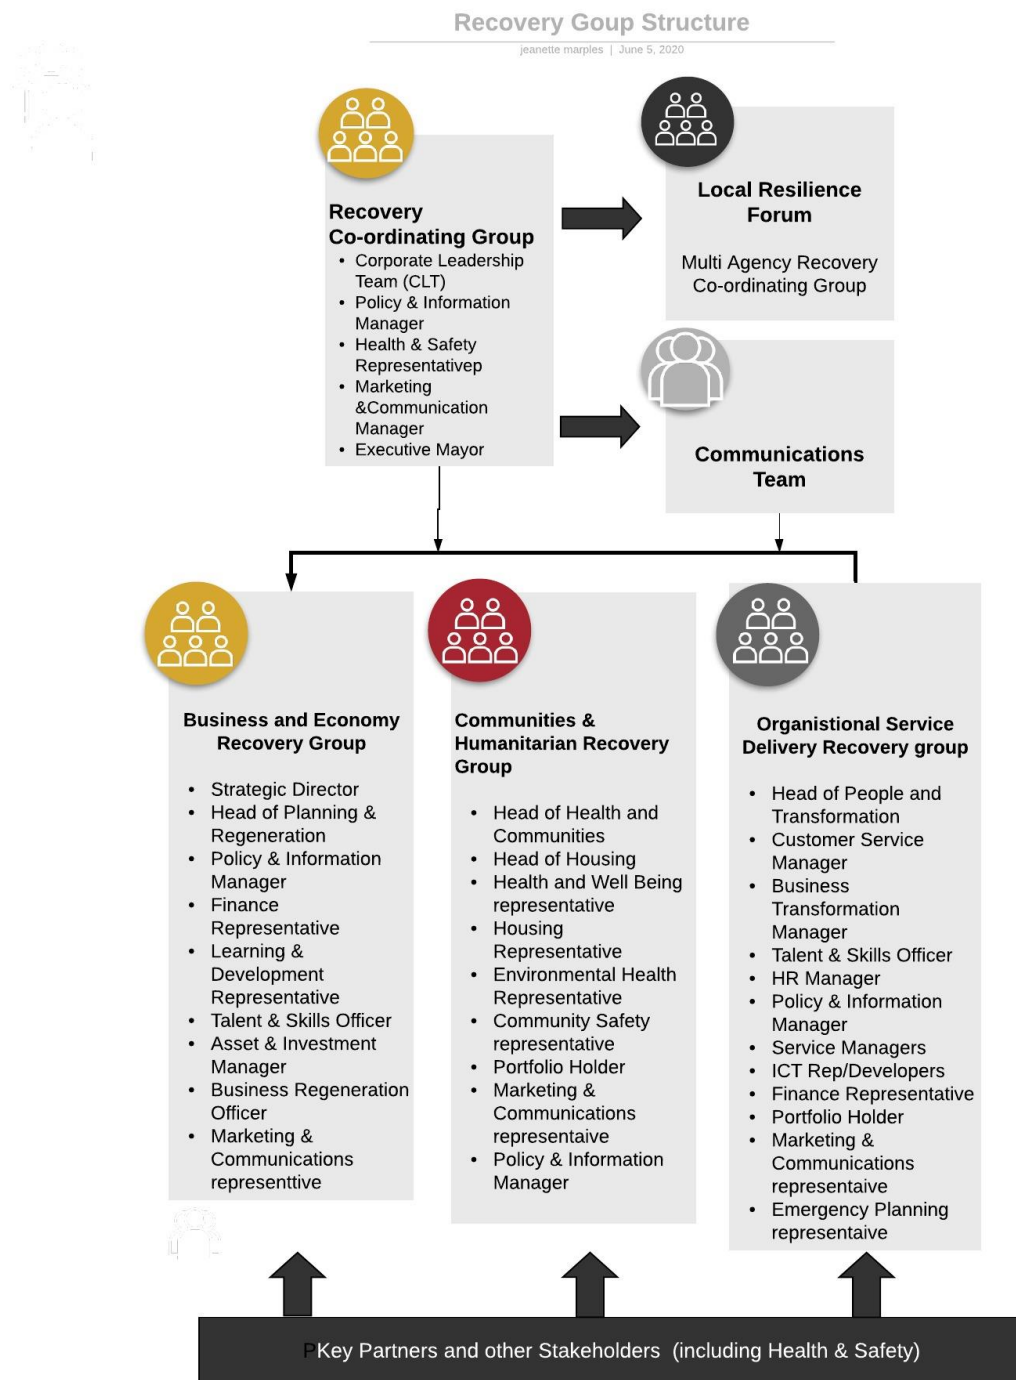 Recovery Goup Structure
jeanette marples | June 5, 2020
Recovery
Co-ordinating Group
• Corporate Leadership
Team (CLT)
• Policy & Information
Manager
• Health & Safety
Representativep
• Marketing
&Communication
Manager
• Executive Mayor
Local Resilience
Forum
Multi Agency Recovery
Co-ordinating Group
Communications
Team
Business and Economy
Recovery Group
• Strategic Director
• Head of Planning &
Regeneration
• Policy & Information
Manager
• Finance
Representative
• Learning &
Development
Representative
• Talent & Skills Officer
• Asset & Investment
Manager
• Business Regeneration
Officer
• Marketing &
Communications
representtive
Communities &
Humanitarian Recovery
Group
• Head of Health and
Communities
• Head of Housing
• Health and Well Being
representative
• Housing
Representative
• Environmental Health
Representative
• Community Safety
representative
• Portfolio Holder
• Marketing &
Communications
representaive
• Policy & Information
Manager
Organistional Service
Delivery Recovery group
• Head of People and
Transformation
• Customer Service
Manager
• Business
Transformation
Manager
• Talent & Skills Officer
• HR Manager
• Policy & Information
Manager
• Service Managers
• ICT Rep/Developers
• Finance Representative
• Portfolio Holder
• Marketing &
Communications
representaive
• Emergency Planning
representaive
PKey Partners and other Stakeholders (including Health & Safety)